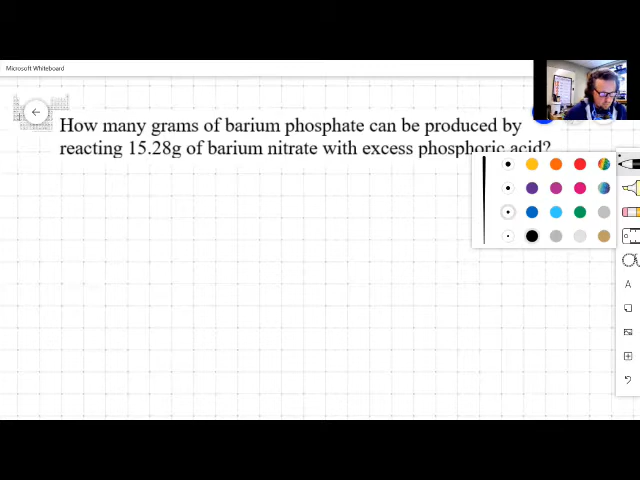 Microsoft Whiteboard
How many grams of barium phosphate can be produced by
reacting 15.28g of barium nitrate with excess phosphoric acid?
A